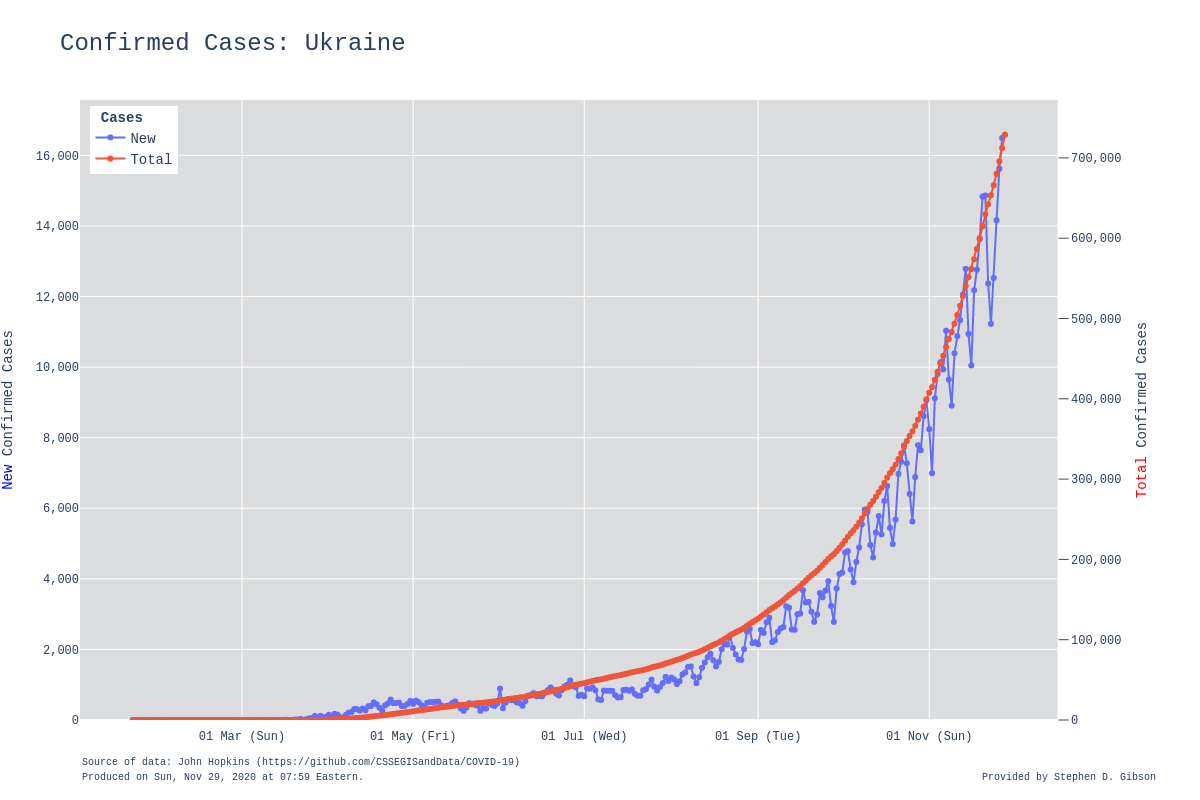 Confirmed Cases: Ukraine
Cases
New
Total
16,000
14,000
12,000
10,000
8,000
6,000
4,000
2,000
0
New Confirmed Cases
700,000
600,000
500,000
400,000
300,000
200,000
100,000
0
Total Confirmed Cases
01 Mar (Sun)
01 May (Fri)
01 Jul (Wed)
01 Sep (Tue)
01 Nov (Sun)
Source of data: John Hopkins (https://github.com/CSSEGISandData/COVID-19)
Produced on Sun, Nov 29, 2020 at 07:59 Eastern.
Provided by Stephen D. Gibson